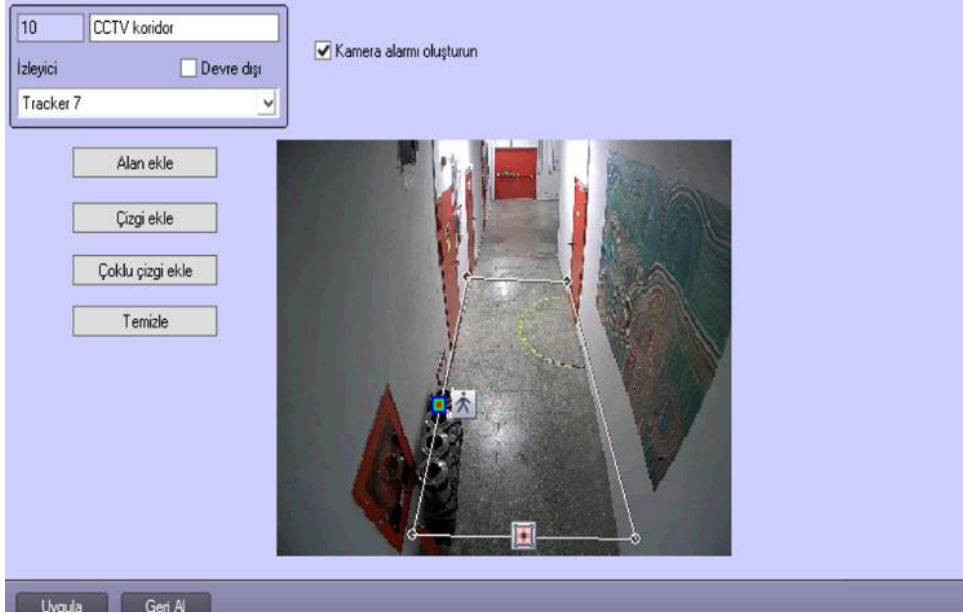 10 CCTV koridor
Kamera alarmı oluşturun
İzleyici Devre dışı
Tracker 7
Alan ekle
Çizgi ekle
Çoklu çizgi ekle
Temizle
Uygula Geri Al